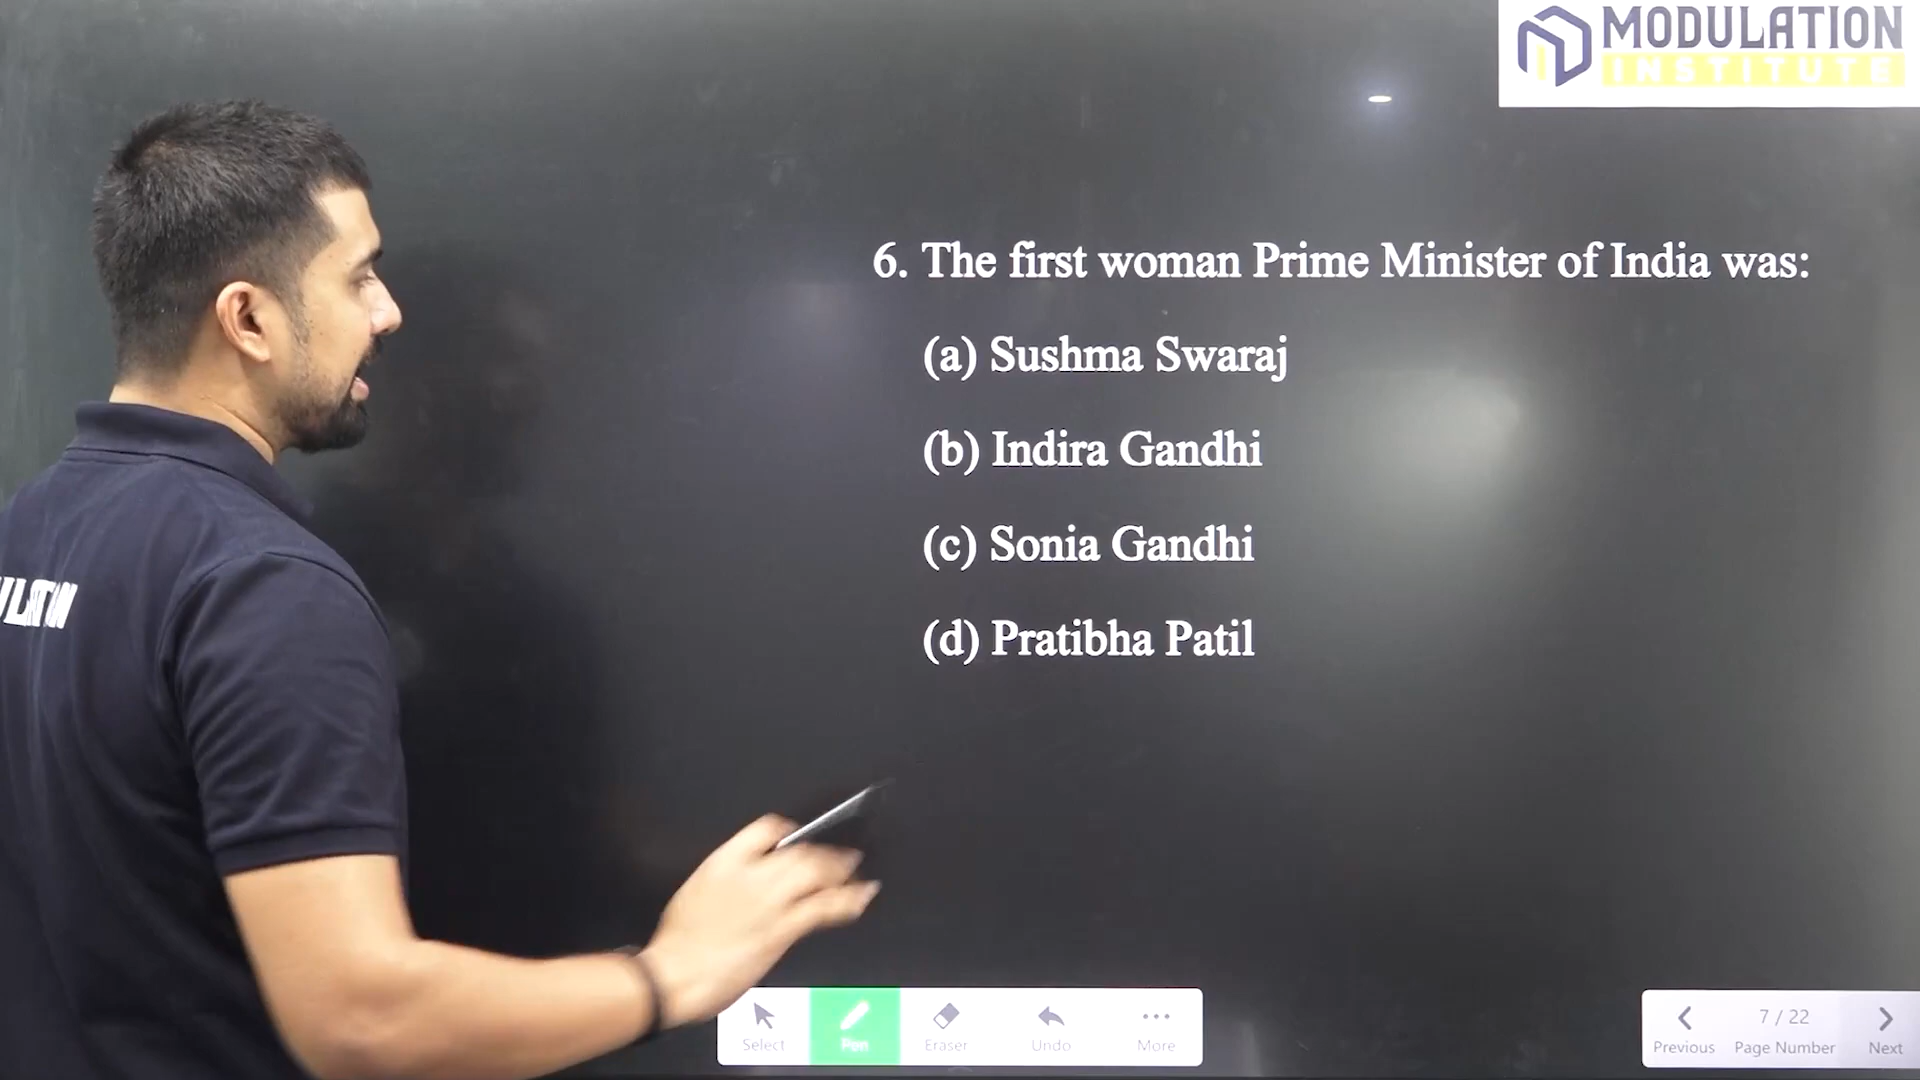 MODULATION
INSTITUTE
6. The first woman Prime Minister of India was:
(a) Sushma Swaraj
(b) Indira Gandhi
(c) Sonia Gandhi
(d) Pratibha Patil
Select
Pen
Eraser
Undo
More
7 / 22
Previous
Page Number
Next